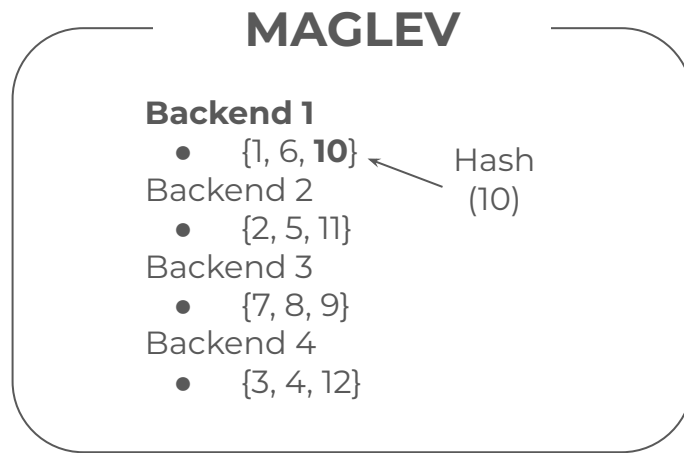 MAGLEV
Backend 1
● {1, 6, 10}
Hash
(10)
Backend 2
● {2, 5, 11}
Backend 3
● {7, 8, 9}
Backend 4
● {3, 4, 12}